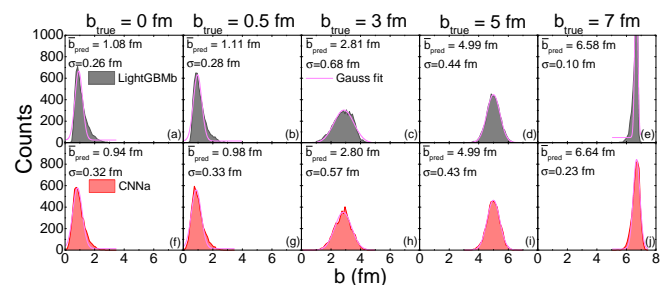 b_true = 0 fm b_true = 0.5 fm b_true = 3 fm b_true = 5 fm b_true = 7 fm
1000
800
600
400
200
0
b̅_pred = 1.08 fm
σ=0.26 fm
LightGBMb
(a)
b̅_pred = 1.11 fm
σ=0.28 fm
(b)
b̅_pred = 2.81 fm
σ=0.68 fm
Gauss fit
(c)
b̅_pred = 4.99 fm
σ=0.44 fm
(d)
b̅_pred = 6.58 fm
σ=0.10 fm
(e)
Counts
800
600
400
200
0
b̅_pred = 0.94 fm
σ=0.32 fm
CNNa
(f)
b̅_pred = 0.98 fm
σ=0.33 fm
(g)
b̅_pred = 2.80 fm
σ=0.57 fm
(h)
b̅_pred = 4.99 fm
σ=0.43 fm
(i)
b̅_pred = 6.64 fm
σ=0.23 fm
(j)
0 2 4 6 0 2 4 6 0 2 4 6 0 2 4 6 0 2 4 6 8
b (fm)